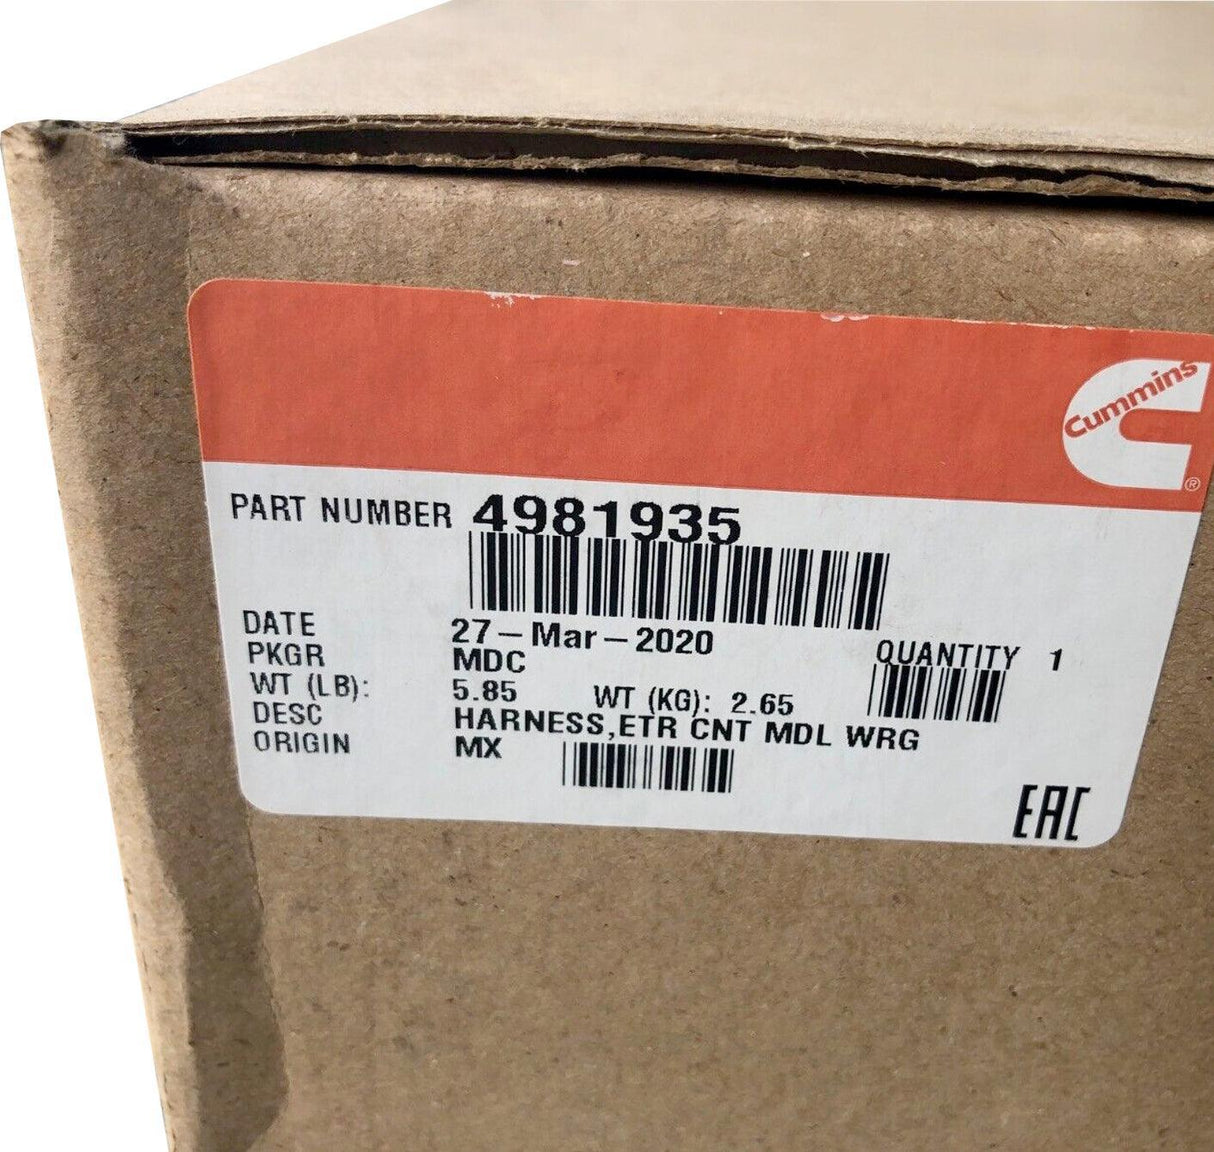 Cummins
®
PART NUMBER 4981935
DATE 27-Mar-2020
PKGR MDC
QUANTITY 1
WT (LB): 5.85 WT (KG): 2.65
DESC HARNESS,ETR CNT MDL WRG
ORIGIN MX
EAC